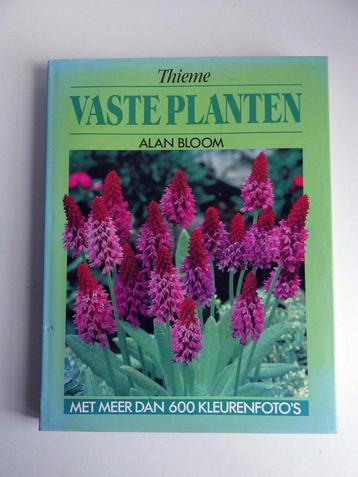 Thieme
VASTE PLANTEN
ALAN BLOOM
MET MEER DAN 600 KLEURENFOTO'S